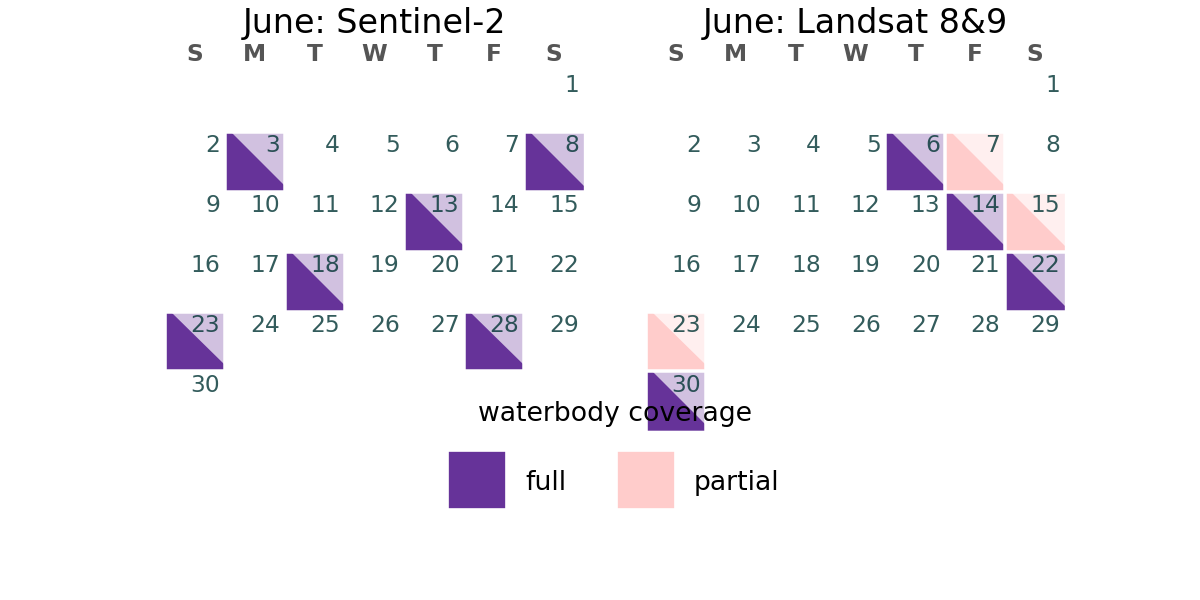 June: Sentinel-2
S M T W T F S
1
2 3 4 5 6 7 8
9 10 11 12 13 14 15
16 17 18 19 20 21 22
23 24 25 26 27 28 29
30
June: Landsat 8&9
S M T W T F S
1
2 3 4 5 6 7 8
9 10 11 12 13 14 15
16 17 18 19 20 21 22
23 24 25 26 27 28 29
30
waterbody coverage
full partial